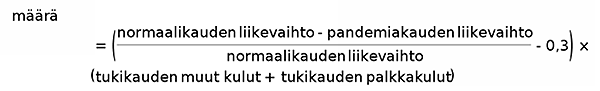 määrä
= (normaalikauden liikevaihto - pandemiakauden liikevaihto
normaalikauden liikevaihto
- 0,3) ×
(tukikauden muut kulut + tukikauden palkkakulut)